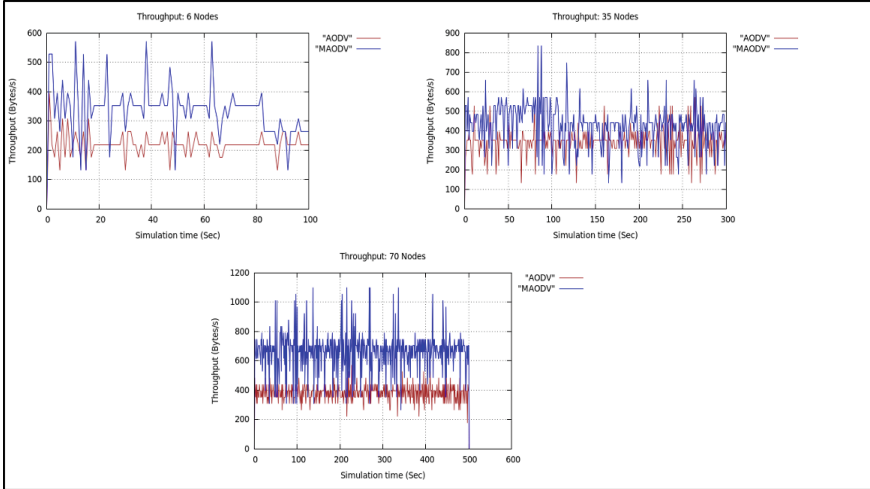 Throughput: 6 Nodes
"AODV"
"MAODV"
Throughput (Bytes/s)
600
500
400
300
200
100
0
0 20 40 60 80 100
Simulation time (Sec)
Throughput: 35 Nodes
"AODV"
"MAODV"
Throughput (Bytes/s)
900
800
700
600
500
400
300
200
100
0
0 50 100 150 200 250 300
Simulation time (Sec)
Throughput: 70 Nodes
"AODV"
"MAODV"
Throughput (Bytes/s)
1200
1000
800
600
400
200
0
0 100 200 300 400 500 600
Simulation time (Sec)